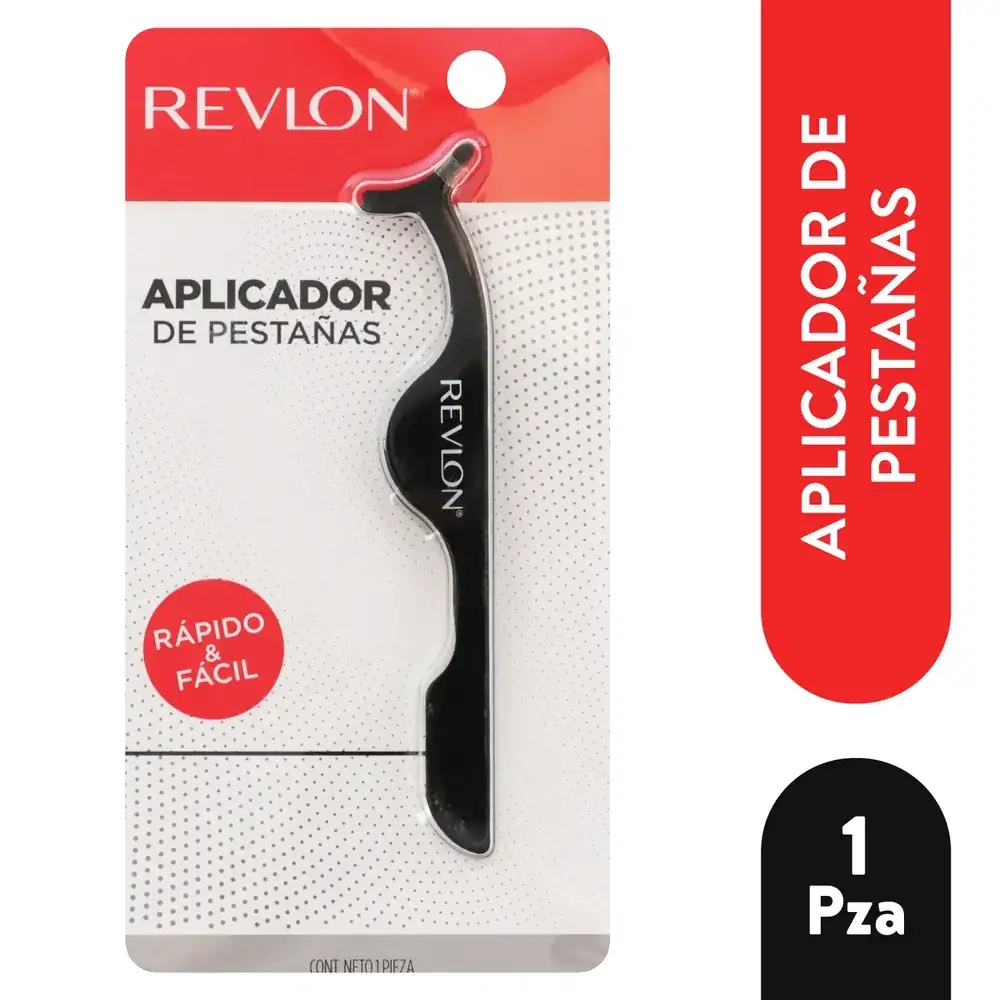 REVLON
APLICADOR
DE PESTAÑAS
REVLON®
RÁPIDO
&
FÁCIL
CONT. NETO 1 PIEZA
APLICADOR DE
PESTAÑAS
1
Pza